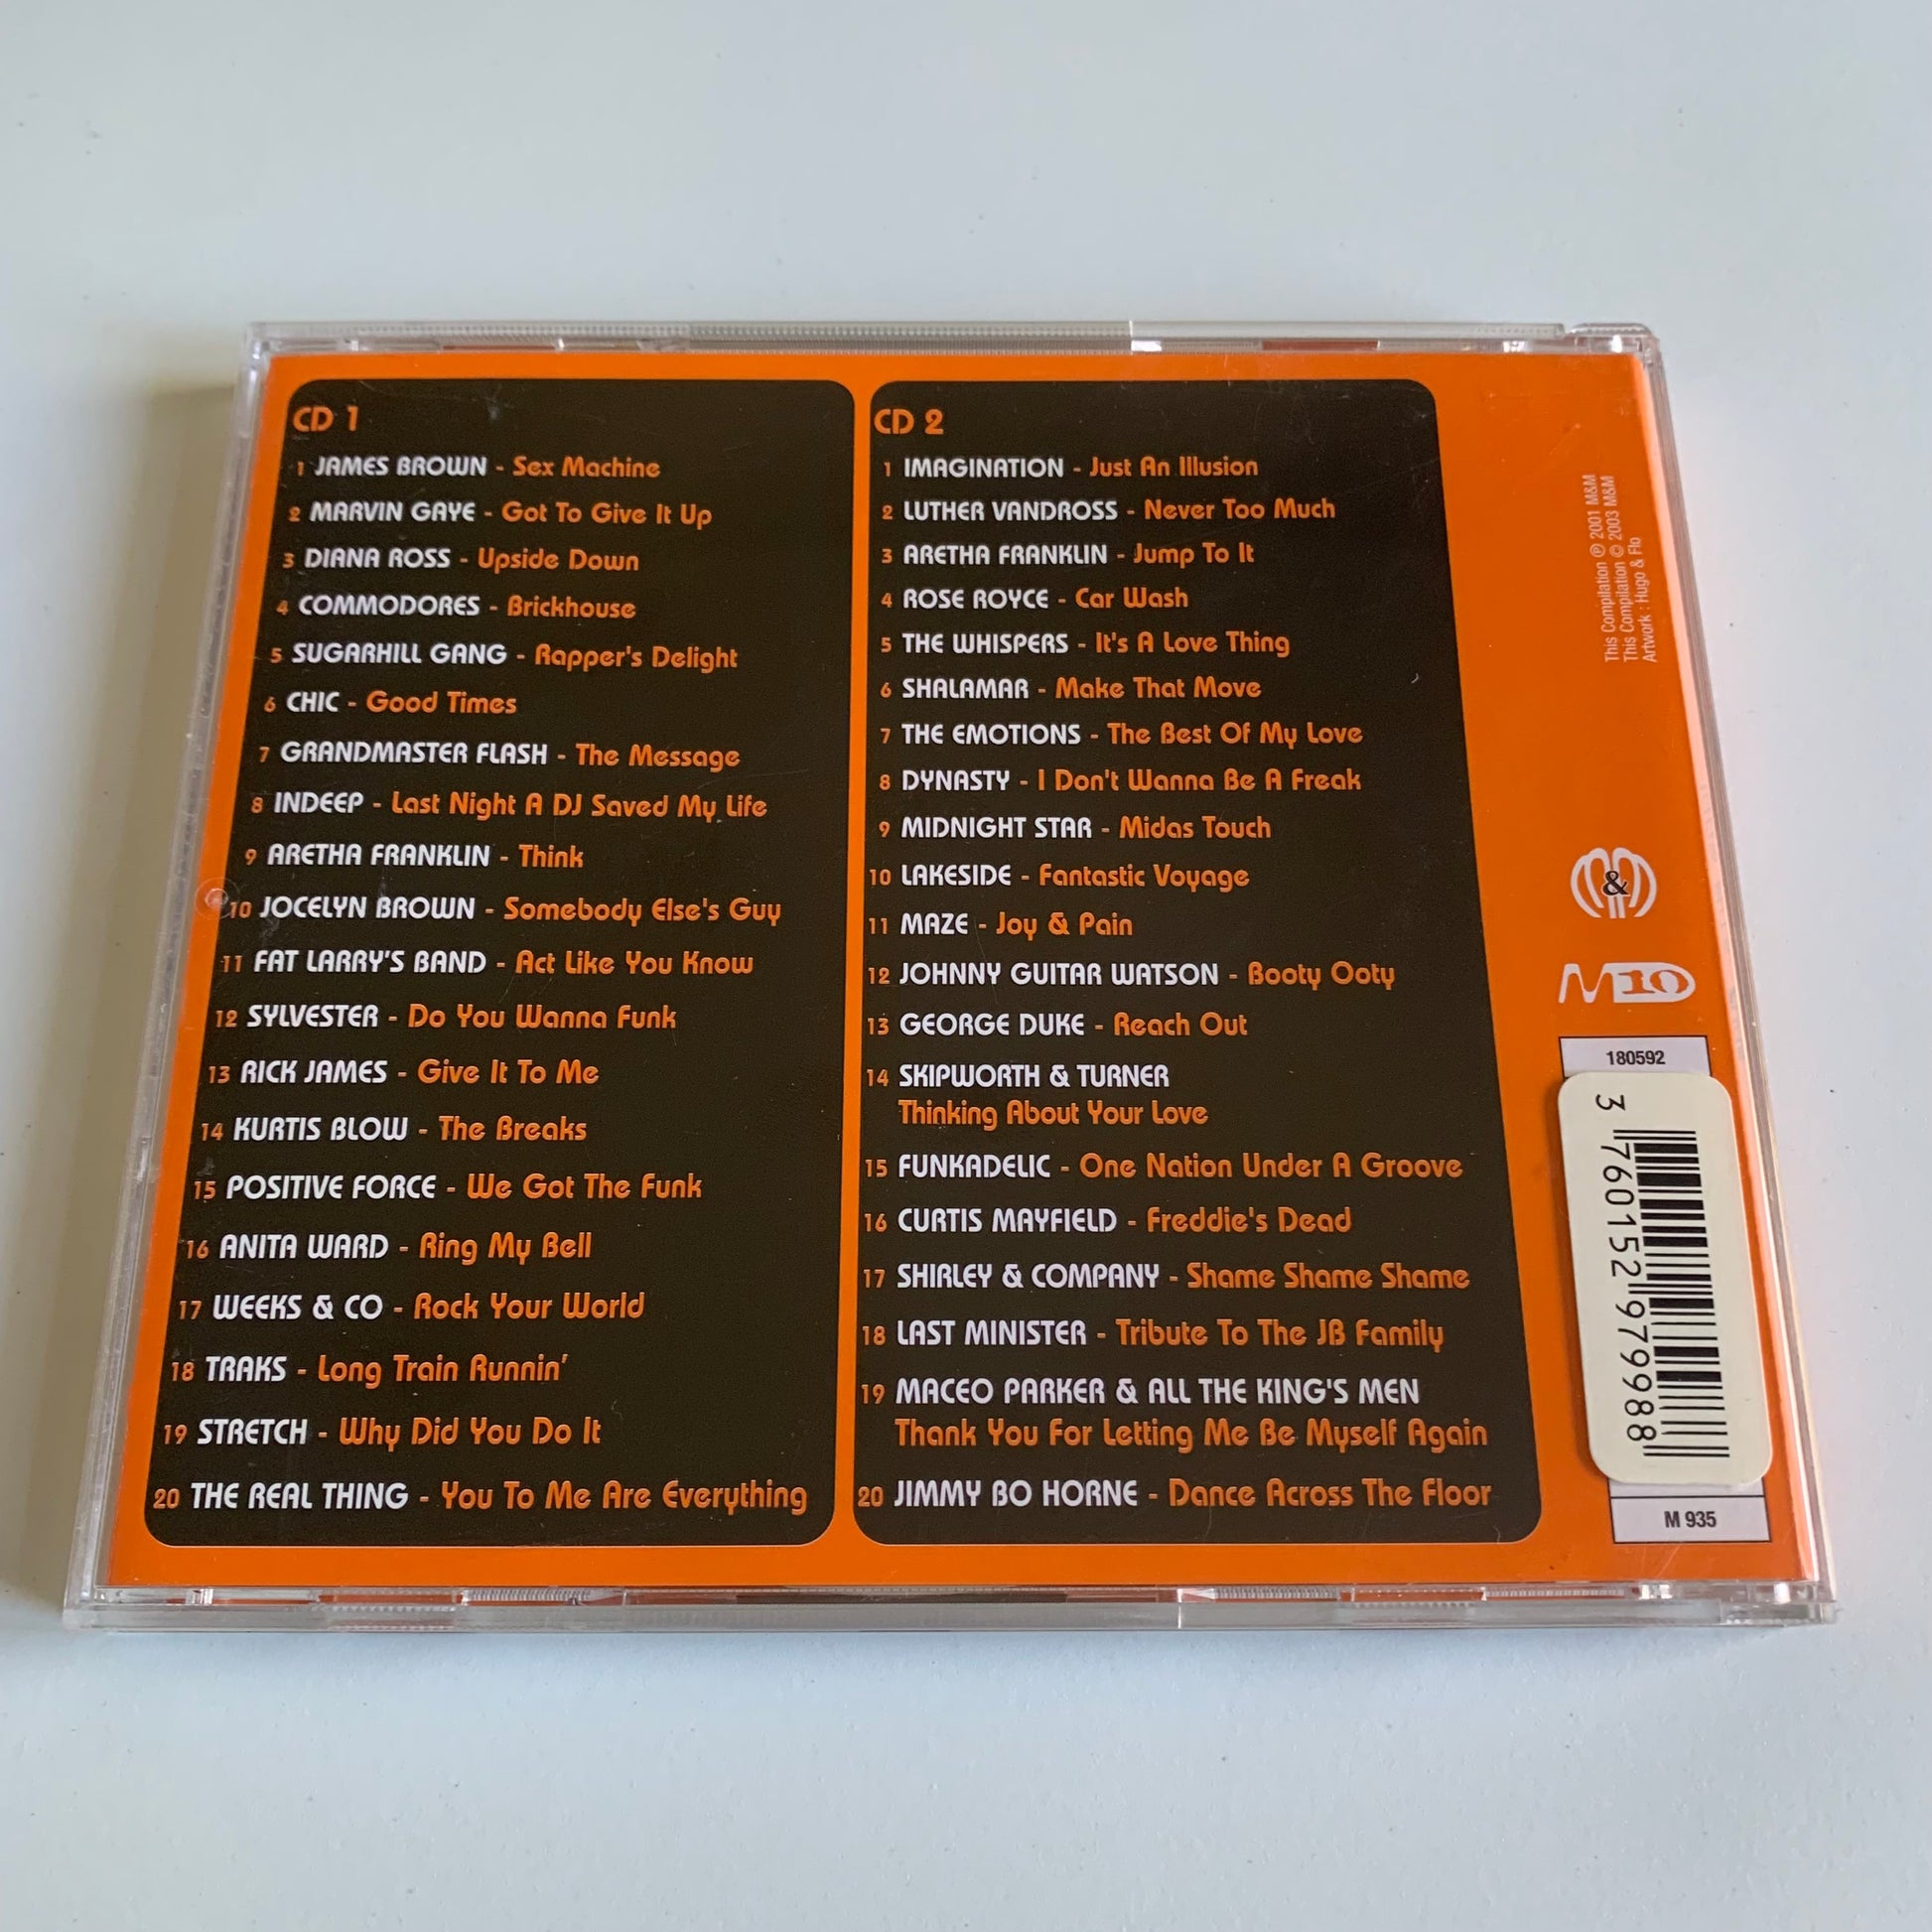 CD 1
1 JAMES BROWN - Sex Machine
2 MARVIN GAYE - Got To Give It Up
3 DIANA ROSS - Upside Down
4 COMMODORES - Brickhouse
5 SUGARHILL GANG - Rapper's Delight
6 CHIC - Good Times
7 GRANDMASTER FLASH - The Message
8 INDEEP - Last Night A DJ Saved My Life
9 ARETHA FRANKLIN - Think
10 JOCELYN BROWN - Somebody Else's Guy
11 FAT LARRY'S BAND - Act Like You Know
12 SYLVESTER - Do You Wanna Funk
13 RICK JAMES - Give It To Me
14 KURTIS BLOW - The Breaks
15 POSITIVE FORCE - We Got The Funk
16 ANITA WARD - Ring My Bell
17 WEEKS & CO - Rock Your World
18 TRAKS - Long Train Runnin'
19 STRETCH - Why Did You Do It
20 THE REAL THING - You To Me Are Everything
CD 2
1 IMAGINATION - Just An Illusion
2 LUTHER VANDROSS - Never Too Much
3 ARETHA FRANKLIN - Jump To It
4 ROSE ROYCE - Car Wash
5 THE WHISPERS - It's A Love Thing
6 SHALAMAR - Make That Move
7 THE EMOTIONS - The Best Of My Love
8 DYNASTY - I Don't Wanna Be A Freak
9 MIDNIGHT STAR - Midas Touch
10 LAKESIDE - Fantastic Voyage
11 MAZE - Joy & Pain
12 JOHNNY GUITAR WATSON - Booty Ooty
13 GEORGE DUKE - Reach Out
14 SKIPWORTH & TURNER
Thinking About Your Love
15 FUNKADELIC - One Nation Under A Groove
16 CURTIS MAYFIELD - Freddie's Dead
17 SHIRLEY & COMPANY - Shame Shame Shame
18 LAST MINISTER - Tribute To The JB Family
19 MACEO PARKER & ALL THE KING'S MEN
Thank You For Letting Me Be Myself Again
20 JIMMY BO HORNE - Dance Across The Floor
This Compilation ℗ 2001 M&M
This Compilation © 2003 M&M
Artwork : Hugo & Flo
M&M
M10
180592
3 760152 979988
M 935